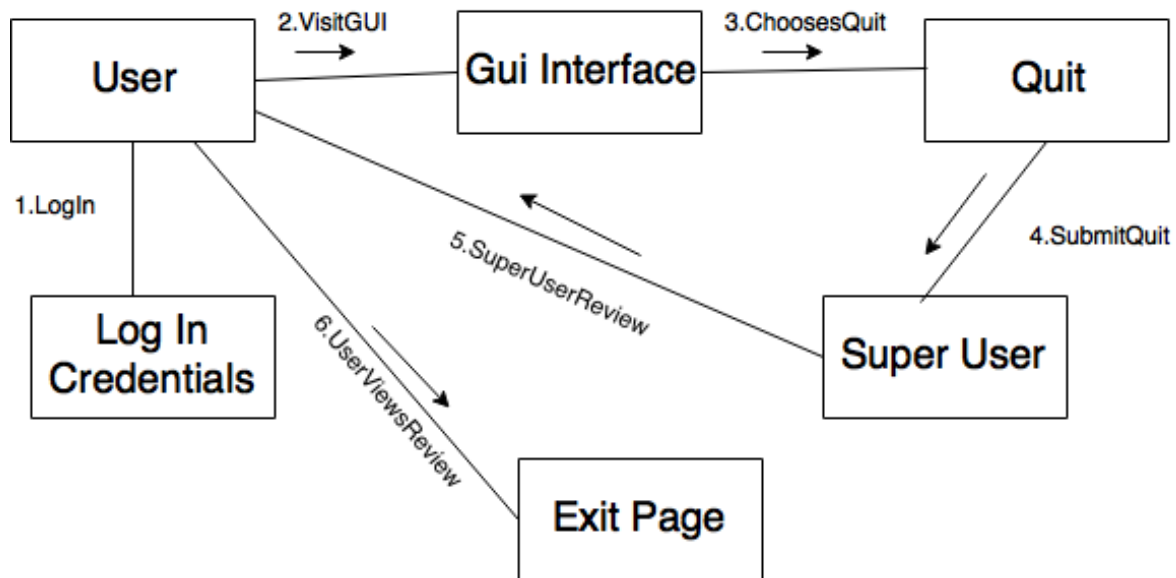 2.VisitGUI
3.ChoosesQuit
User
Gui Interface
Quit
1.LogIn
5.SuperUserReview
4.SubmitQuit
Log In
Credentials
6.UserViewsReview
Super User
Exit Page